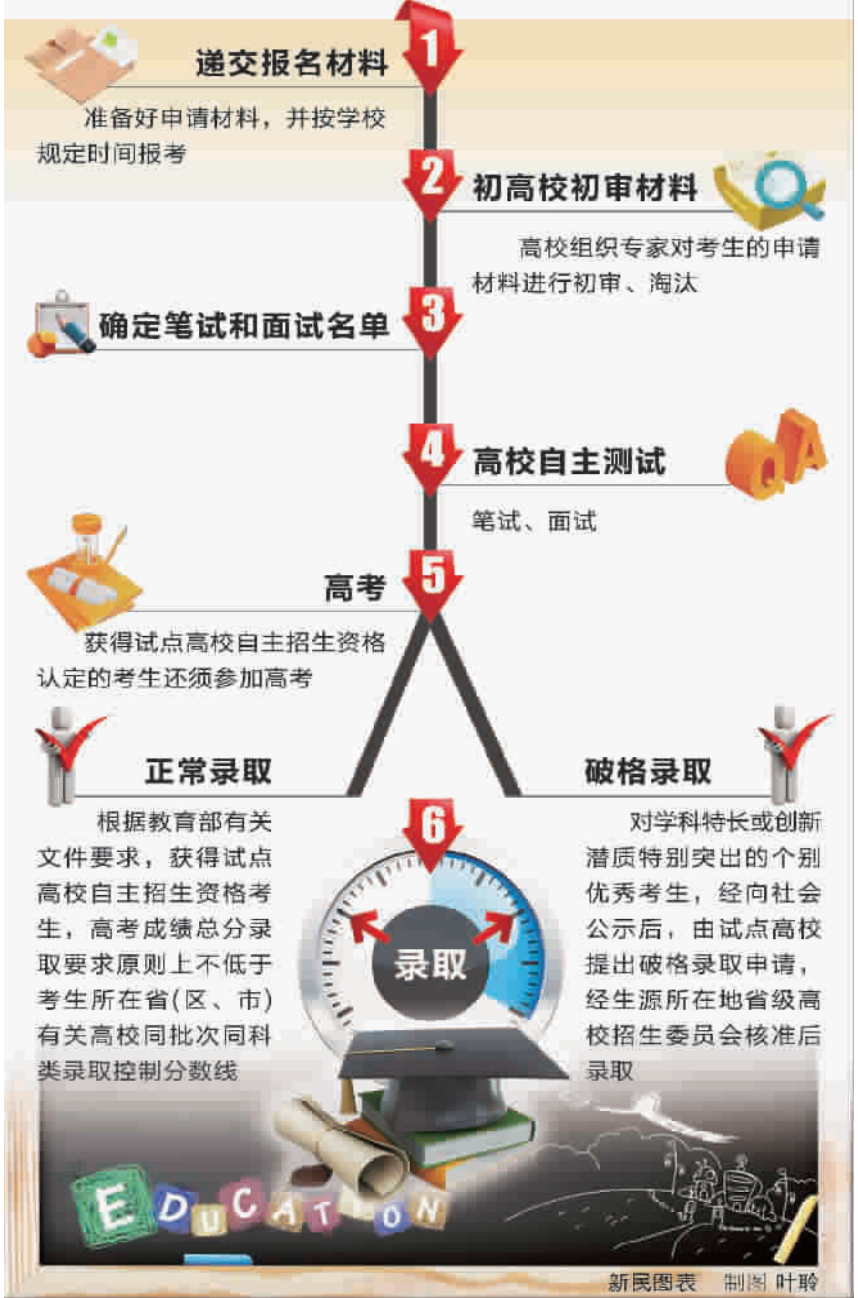 1
递交报名材料
准备好申请材料，并按学校
规定时间报考
2
初高校初审材料
高校组织专家对考生的申请
材料进行初审、淘汰
3
确定笔试和面试名单
4
高校自主测试
QA
笔试、面试
5
高考
获得试点高校自主招生资格
认定的考生还须参加高考
正常录取
根据教育部有关
文件要求，获得试点
高校自主招生资格考
生，高考成绩总分录
取要求原则上不低于
考生所在省(区、市)
有关高校同批次同科
类录取控制分数线
破格录取
对学科特长或创新
潜质特别突出的个别
优秀考生，经向社会
公示后，由试点高校
提出破格录取申请，
经生源所在地省级高
校招生委员会核准后
录取
6
录取
EDUCATION
新民图表 制图 叶聆